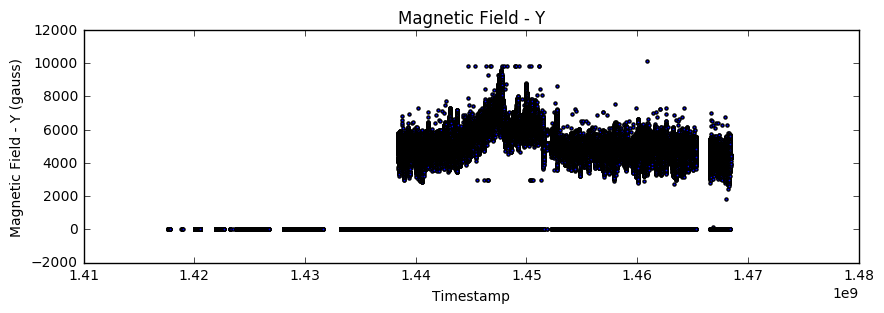 Magnetic Field - Y
Magnetic Field - Y (gauss)
12000
10000
8000
6000
4000
2000
0
−2000
1.41 1.42 1.43 1.44 1.45 1.46 1.47 1.48
1e9
Timestamp